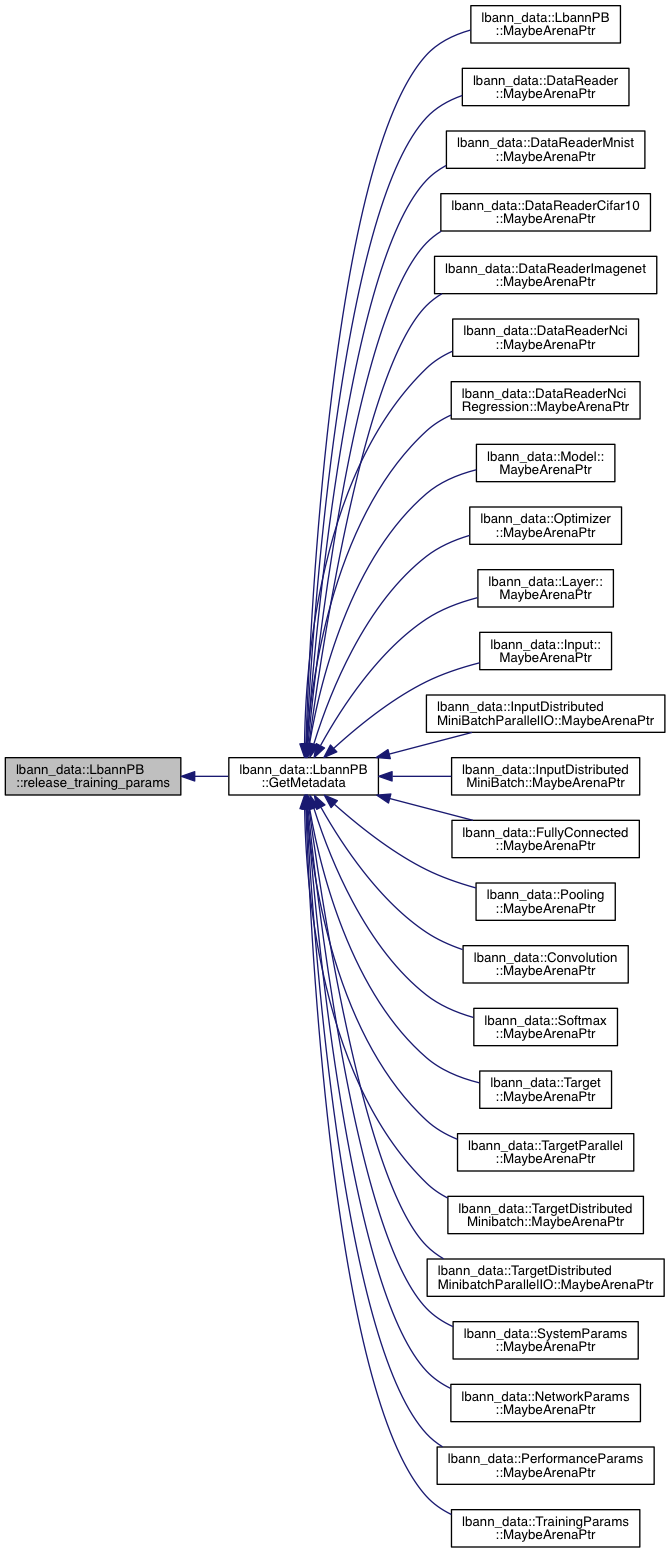 lbann_data::LbannPB
::MaybeArenaPtr
lbann_data::DataReader
::MaybeArenaPtr
lbann_data::DataReaderMnist
::MaybeArenaPtr
lbann_data::DataReaderCifar10
::MaybeArenaPtr
lbann_data::DataReaderImagenet
::MaybeArenaPtr
lbann_data::DataReaderNci
::MaybeArenaPtr
lbann_data::DataReaderNci
Regression::MaybeArenaPtr
lbann_data::Model::
MaybeArenaPtr
lbann_data::Optimizer
::MaybeArenaPtr
lbann_data::Layer::
MaybeArenaPtr
lbann_data::Input::
MaybeArenaPtr
lbann_data::InputDistributed
MiniBatchParallelIO::MaybeArenaPtr
lbann_data::LbannPB
::release_training_params
lbann_data::LbannPB
::GetMetadata
lbann_data::InputDistributed
MiniBatch::MaybeArenaPtr
lbann_data::FullyConnected
::MaybeArenaPtr
lbann_data::Pooling
::MaybeArenaPtr
lbann_data::Convolution
::MaybeArenaPtr
lbann_data::Softmax
::MaybeArenaPtr
lbann_data::Target
::MaybeArenaPtr
lbann_data::TargetParallel
::MaybeArenaPtr
lbann_data::TargetDistributed
Minibatch::MaybeArenaPtr
lbann_data::TargetDistributed
MinibatchParallelIO::MaybeArenaPtr
lbann_data::SystemParams
::MaybeArenaPtr
lbann_data::NetworkParams
::MaybeArenaPtr
lbann_data::PerformanceParams
::MaybeArenaPtr
lbann_data::TrainingParams
::MaybeArenaPtr